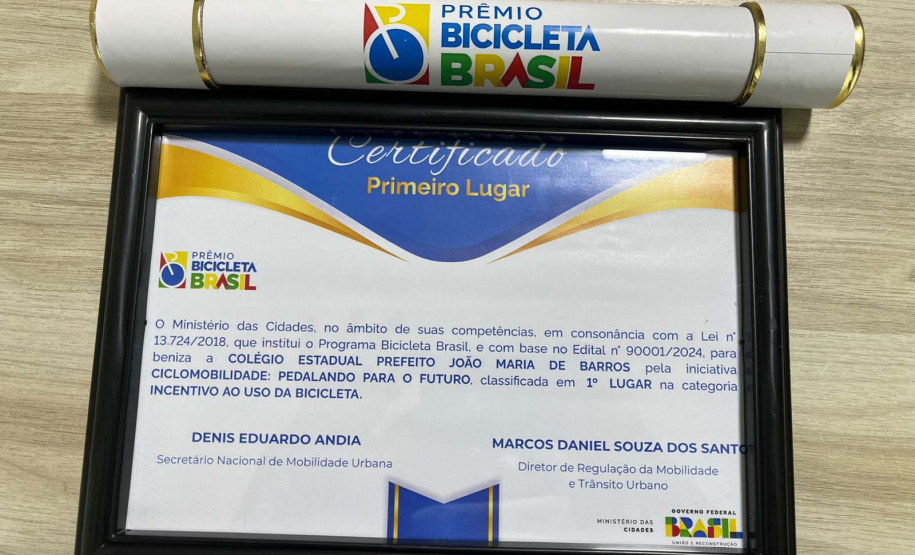 PRÊMIO
BICICLETA
BRASIL
Certificado
Primeiro Lugar
PRÊMIO
BICICLETA
BRASIL
O Ministério das Cidades, no âmbito de suas competências, em consonância com a Lei n°
13.724/2018, que institui o Programa Bicicleta Brasil, e com base no Edital n° 90001/2024, para
beniza a COLÉGIO ESTADUAL PREFEITO JOÃO MARIA DE BARROS pela iniciativa
CICLOMOBILIDADE: PEDALANDO PARA O FUTURO, classificada em 1º LUGAR na categoria
INCENTIVO AO USO DA BICICLETA.
DENIS EDUARDO ANDIA
Secretário Nacional de Mobilidade Urbana
MARCOS DANIEL SOUZA DOS SANTO
Diretor de Regulação da Mobilidade
e Trânsito Urbano
MINISTÉRIO DAS
CIDADES
GOVERNO FEDERAL
BRASIL
UNIÃO E RECONSTRUÇÃO